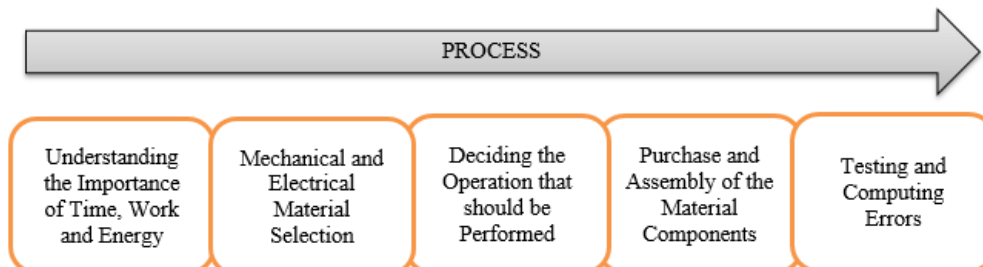 PROCESS
Understanding
the Importance
of Time, Work
and Energy
Mechanical and
Electrical
Material
Selection
Deciding the
Operation that
should be
Performed
Purchase and
Assembly of the
Material
Components
Testing and
Computing
Errors